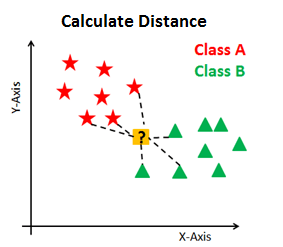 Calculate Distance
Class A
Class B
Y-Axis
?
X-Axis